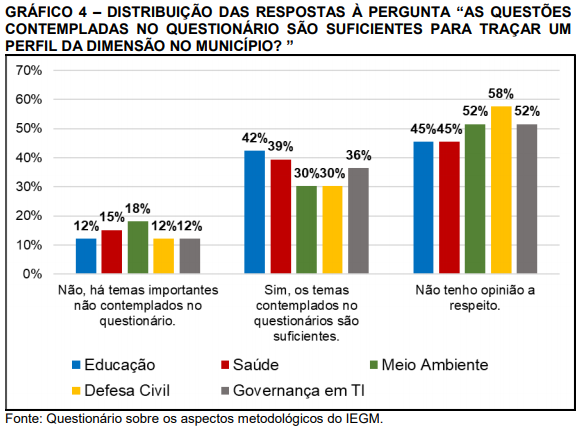 GRÁFICO 4 – DISTRIBUIÇÃO DAS RESPOSTAS À PERGUNTA “AS QUESTÕES
CONTEMPLADAS NO QUESTIONÁRIO SÃO SUFICIENTES PARA TRAÇAR UM
PERFIL DA DIMENSÃO NO MUNICÍPIO? ”
70%
60%
50%
40%
30%
20%
10%
0%
12% 15% 18% 12% 12%
42% 39% 30% 30% 36%
45% 45% 52% 58% 52%
Não, há temas importantes
não contemplados no
questionário.
Sim, os temas
contemplados no
questionários são
suficientes.
Não tenho opinião a
respeito.
Educação Saúde Meio Ambiente
Defesa Civil Governança em TI
Fonte: Questionário sobre os aspectos metodológicos do IEGM.